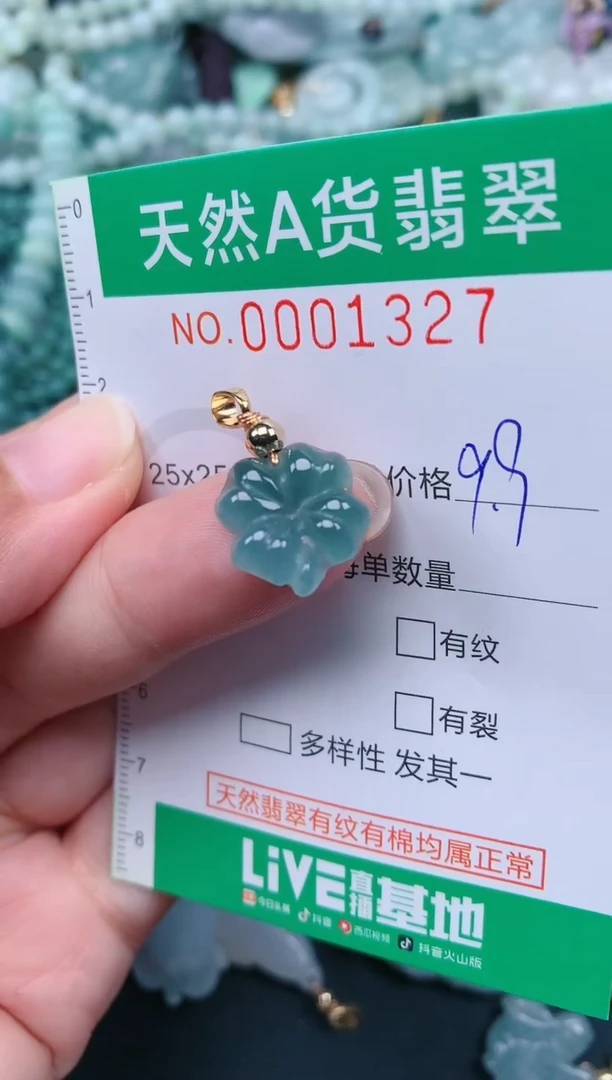 0
天然A货翡翠
1
NO.0001327
2
25x25
价格 99
单数量
有纹
6
有裂
多样性 发其一
7
天然翡翠有纹有棉均属正常
8
LiVE直播基地
今日头条 抖音 西瓜视频 抖音火山版